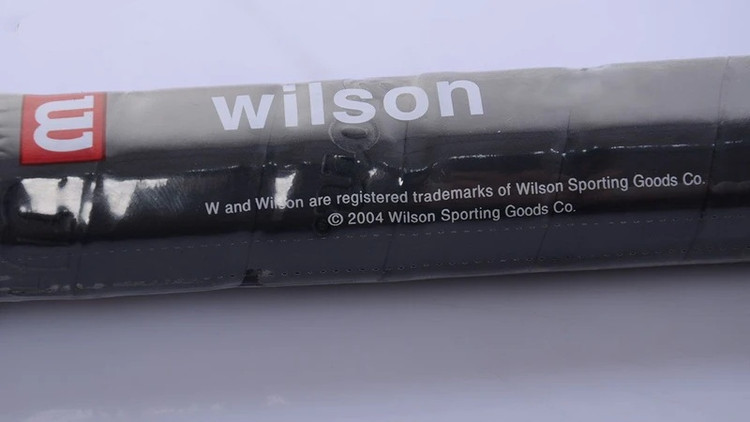 W
wilson
W and Wilson are registered trademarks of Wilson Sporting Goods Co.
© 2004 Wilson Sporting Goods Co.